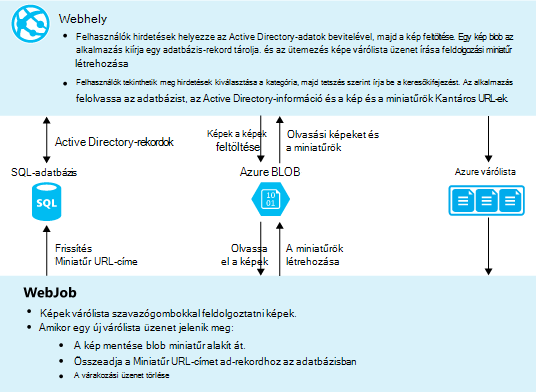 Webhely
• Felhasználók hirdetések helyezze az Active Directory-adatok bevitelével, majd a kép feltöltése. Egy kép blob az
alkalmazás kiírja egy adatbázis-rekord tárolja. és az ütemezés képe várólista üzenet írása feldolgozási miniatűr
létrehozása
• Felhasználók tekinthetik meg hirdetések kiválasztása a kategória, majd tetszés szerint írja be a keresőkifejezést. Az alkalmazás
felolvassa az adatbázist, az Active Directory-információ és a kép és a miniatűrök Kantáros URL-ek.
Active Directory-rekordok
Képek a képek
feltöltése
Olvasási képeket és
a miniatűrök
SQL-adatbázis
Azure BLOB
Azure várólista
SQL
10
01
Frissítés
Miniatűr URL-címe
Olvassa
el a képek
A miniatűrök
létrehozása
WebJob
• Képek várólista szavazógombokkal feldolgoztatni képek.
• Amikor egy új várólista üzenet jelenik meg:
• A kép mentése blob miniatűr alakít át.
• Összeadja a Miniatűr URL-címet ad-rekordhoz az adatbázisban
• A várakozási üzenet törlése